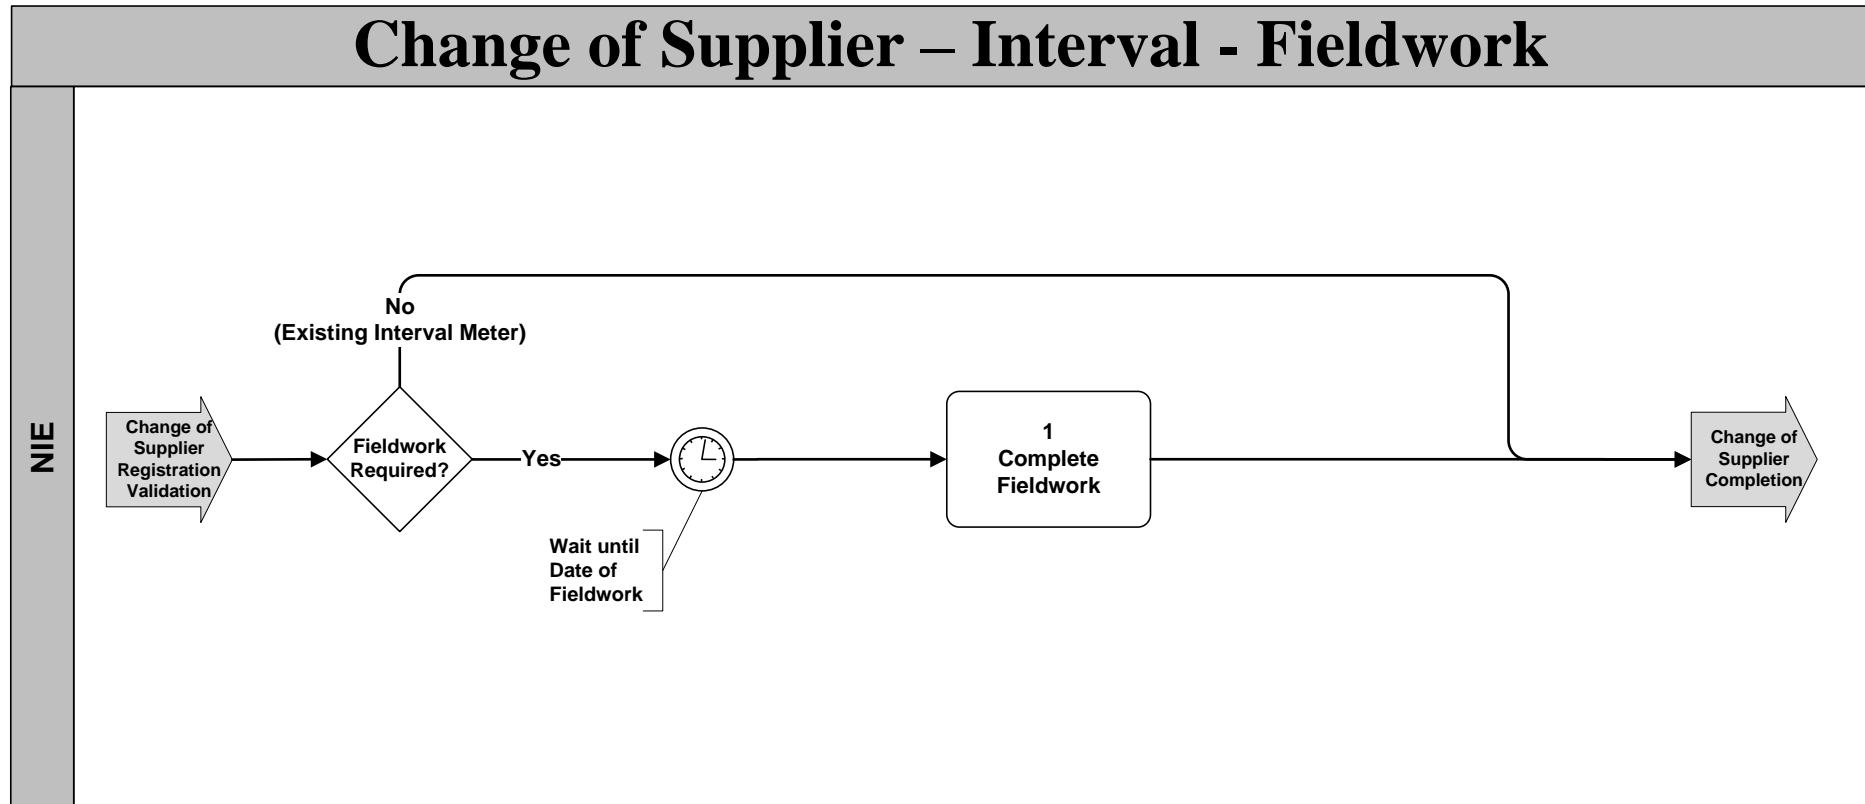 Change of Supplier – Interval - Fieldwork
NIE
No
(Existing Interval Meter)
Change of
Supplier
Registration
Validation
Fieldwork
Required?
Yes
Wait until
Date of
Fieldwork
1
Complete
Fieldwork
Change of
Supplier
Completion